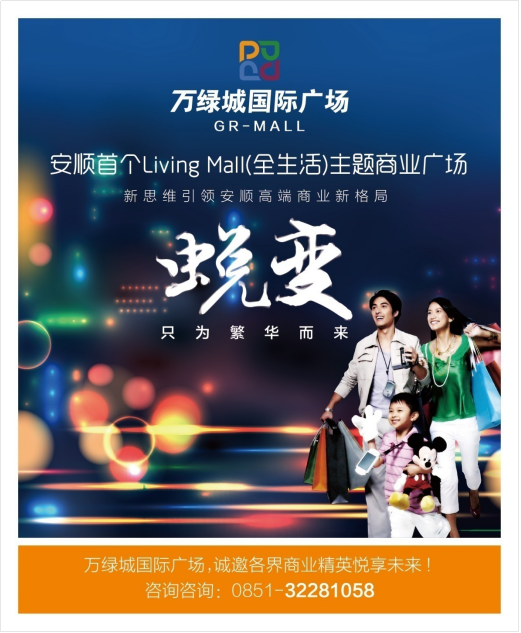 万绿城国际广场
GR-MALL
安顺首个Living Mall(全生活)主题商业广场
新思维引领安顺高端商业新格局
蜕变
只为繁华而来
万绿城国际广场,诚邀各界商业精英悦享未来！
咨询咨询：0851-32281058